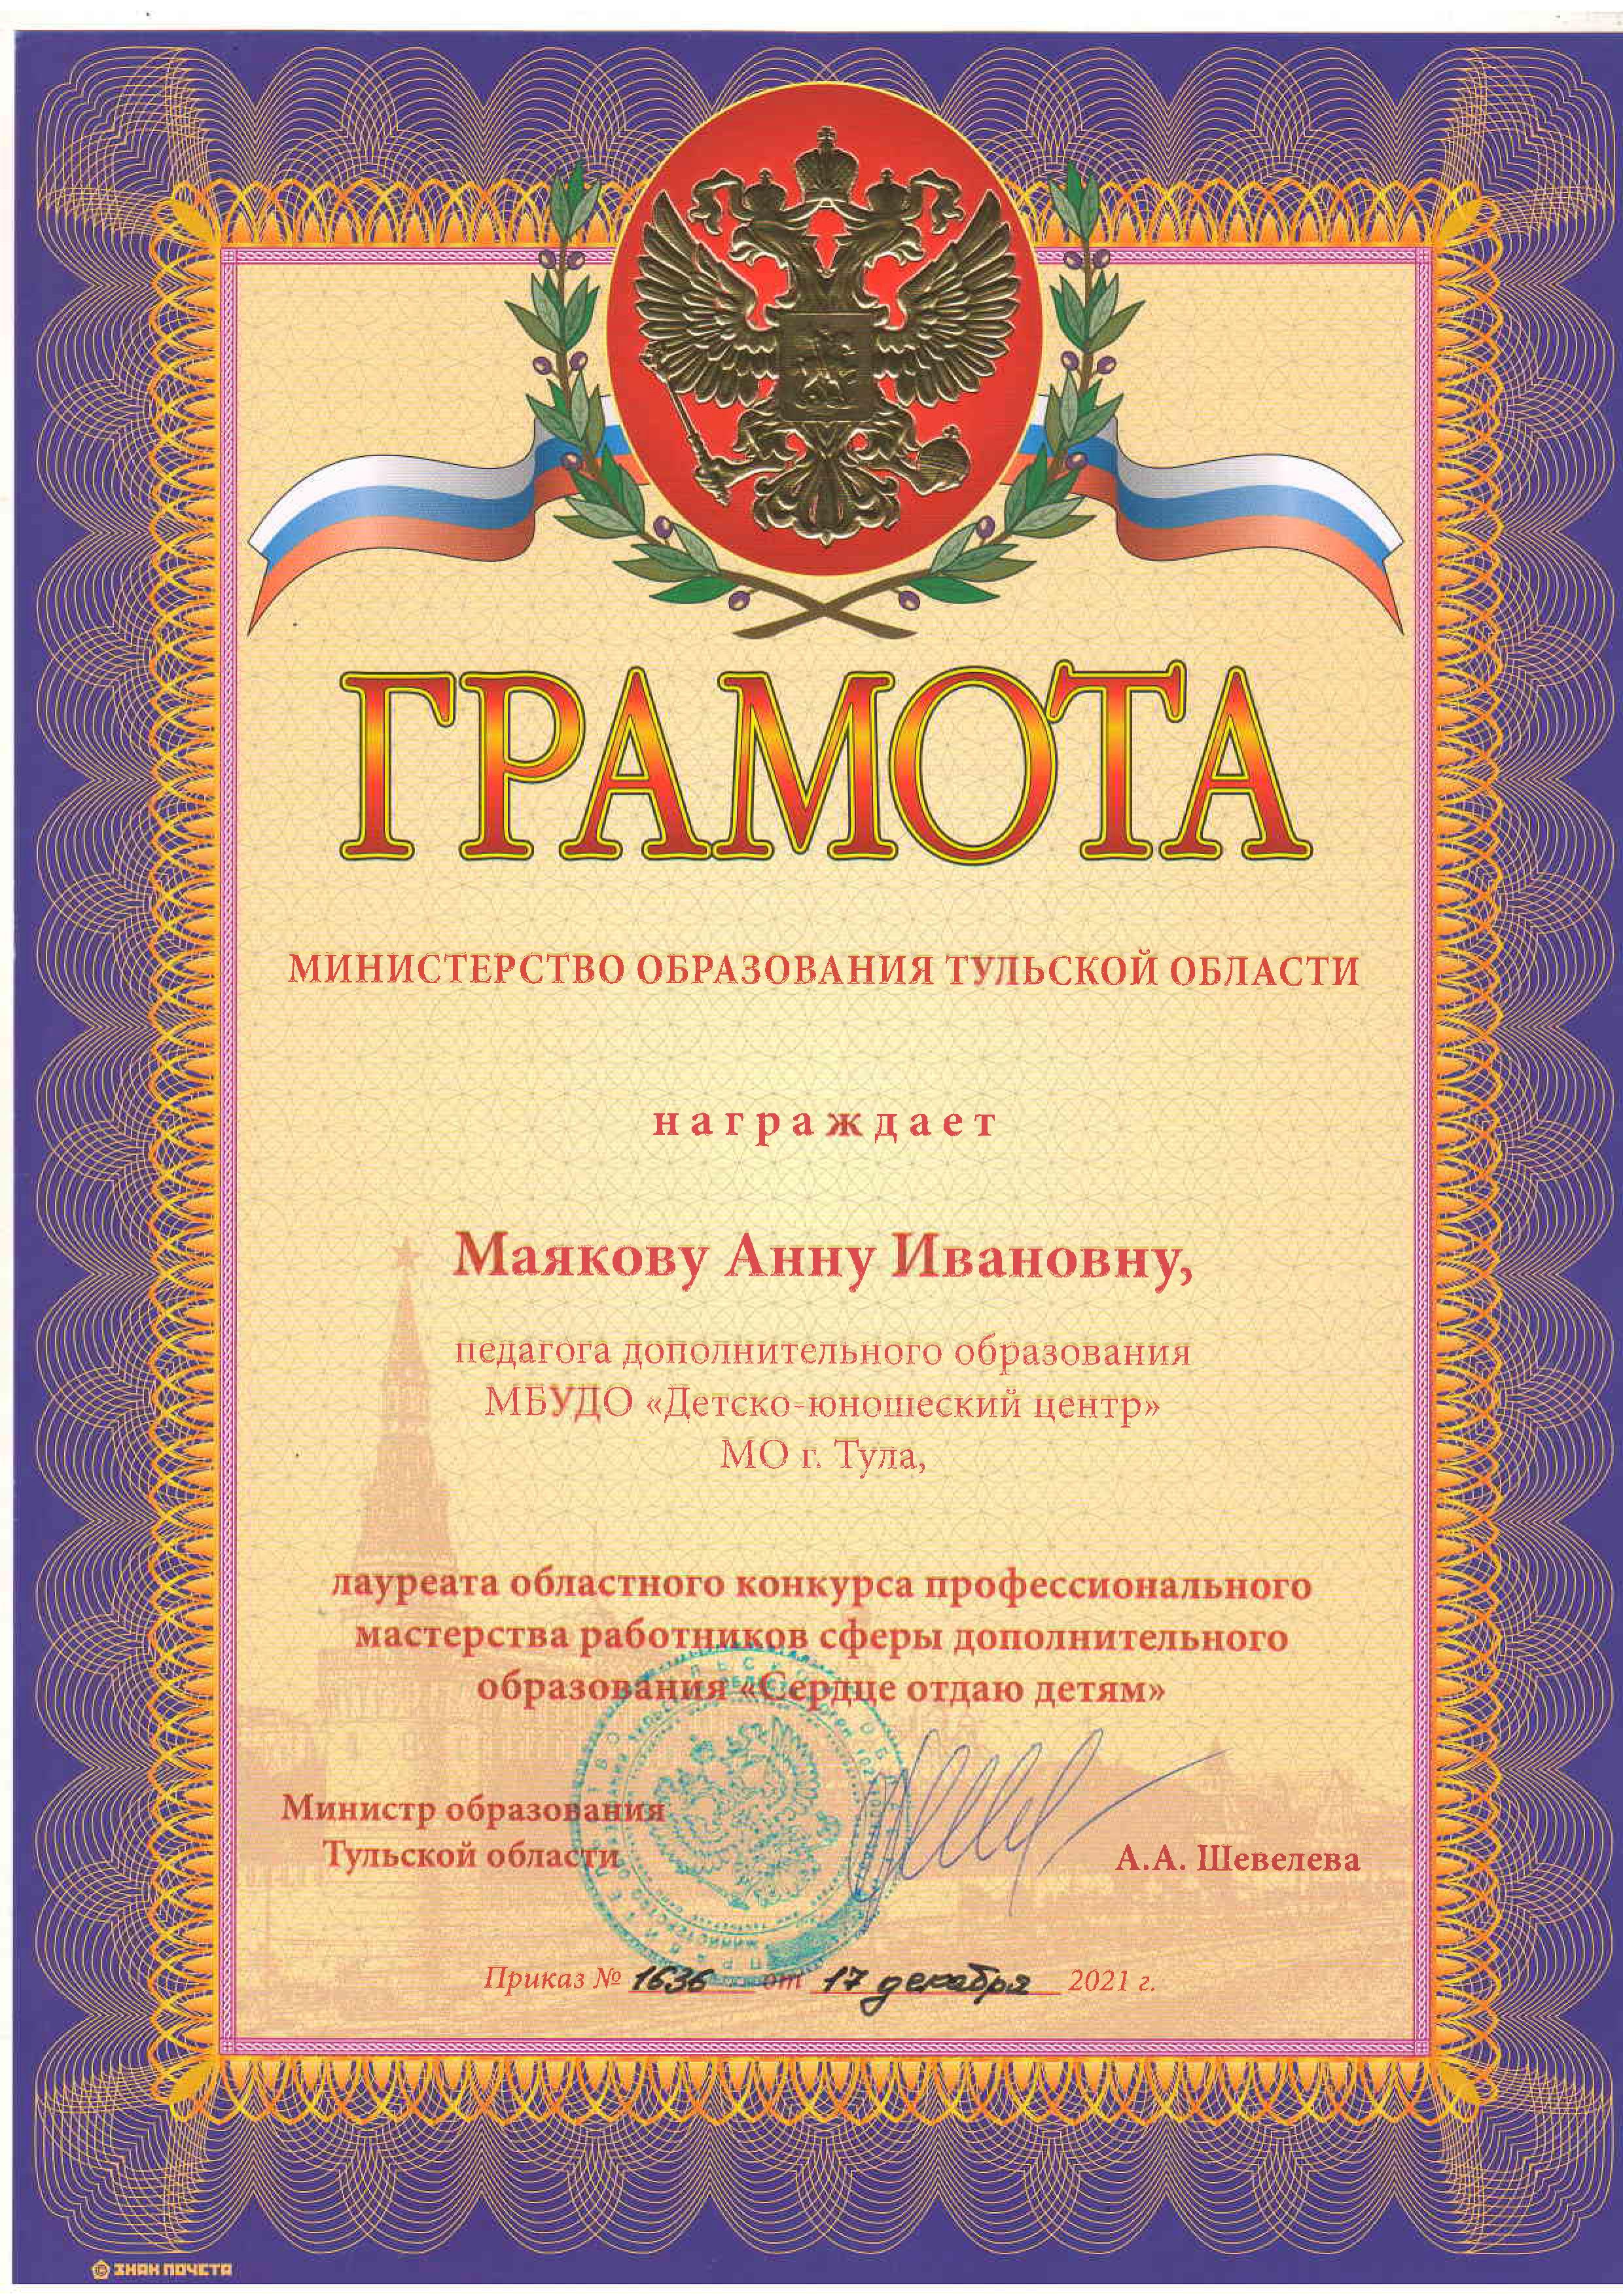 ГРАМОТА
МИНИСТЕРСТВО ОБРАЗОВАНИЯ ТУЛЬСКОЙ ОБЛАСТИ
награждает
Маякову Анну Ивановну,
педагога дополнительного образования
МБУДО «Детско-юношеский центр»
МО г. Тула,
лауреата областного конкурса профессионального
мастерства работников сферы дополнительного
образования «Сердце отдаю детям»
Министр образования
Тульской области
А.А. Шевелева
Приказ № 1636 от 17 декабря 2021 г.
ЗНАК ПОЧЕТА